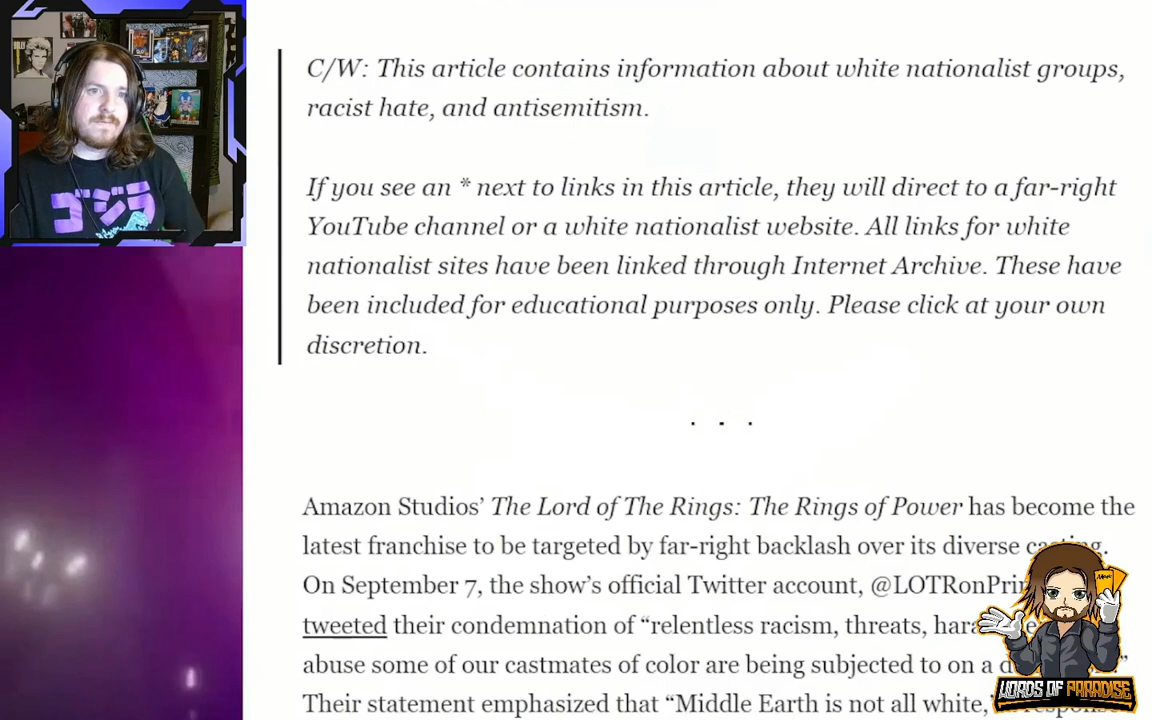 C/W: This article contains information about white nationalist groups,
racist hate, and antisemitism.
If you see an * next to links in this article, they will direct to a far-right
YouTube channel or a white nationalist website. All links for white
nationalist sites have been linked through Internet Archive. These have
been included for educational purposes only. Please click at your own
discretion.
. . .
Amazon Studios’ The Lord of The Rings: The Rings of Power has become the
latest franchise to be targeted by far-right backlash over its diverse casting.
On September 7, the show’s official Twitter account, @LOTRonPri
tweeted their condemnation of “relentless racism, threats, hara
abuse some of our castmates of color are being subjected to on a d
Their statement emphasized that “Middle Earth is not all white,
ゴジラ
WORDS OF PARADISE